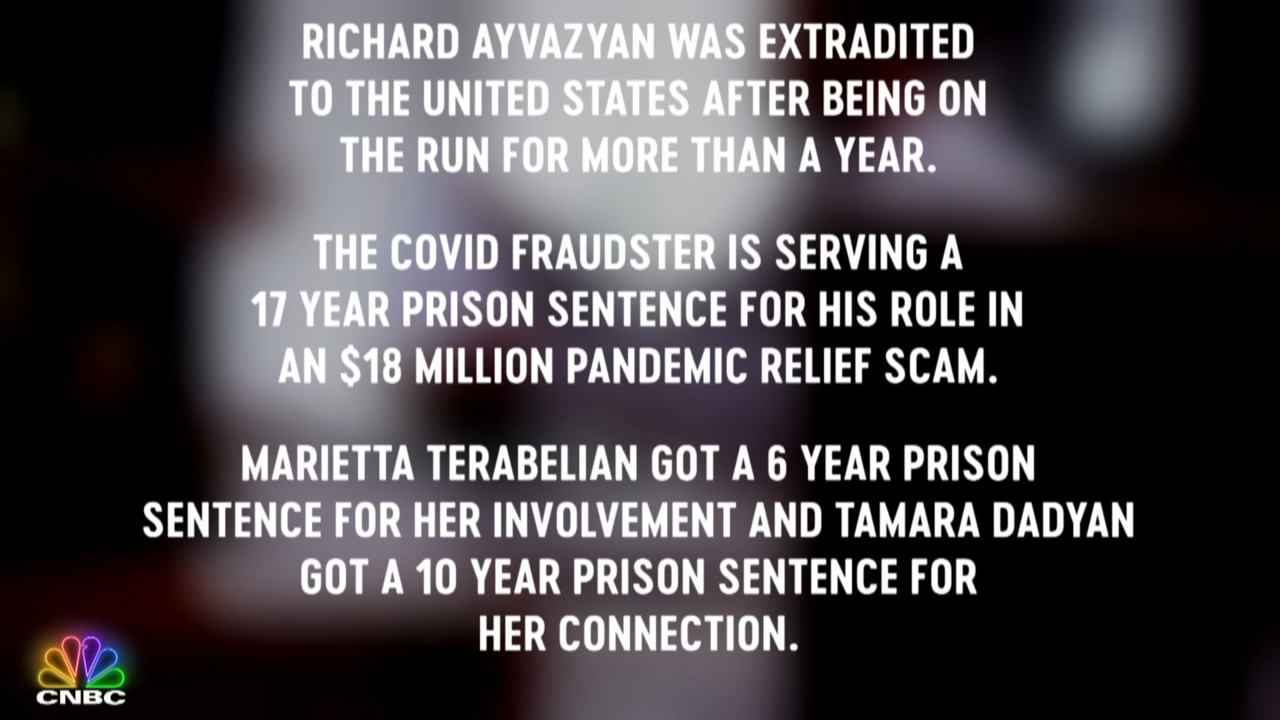 RICHARD AYVAZYAN WAS EXTRADITED
TO THE UNITED STATES AFTER BEING ON
THE RUN FOR MORE THAN A YEAR.
THE COVID FRAUDSTER IS SERVING A
17 YEAR PRISON SENTENCE FOR HIS ROLE IN
AN $18 MILLION PANDEMIC RELIEF SCAM.
MARIETTA TERABELIAN GOT A 6 YEAR PRISON
SENTENCE FOR HER INVOLVEMENT AND TAMARA DADYAN
GOT A 10 YEAR PRISON SENTENCE FOR
HER CONNECTION.
CNBC